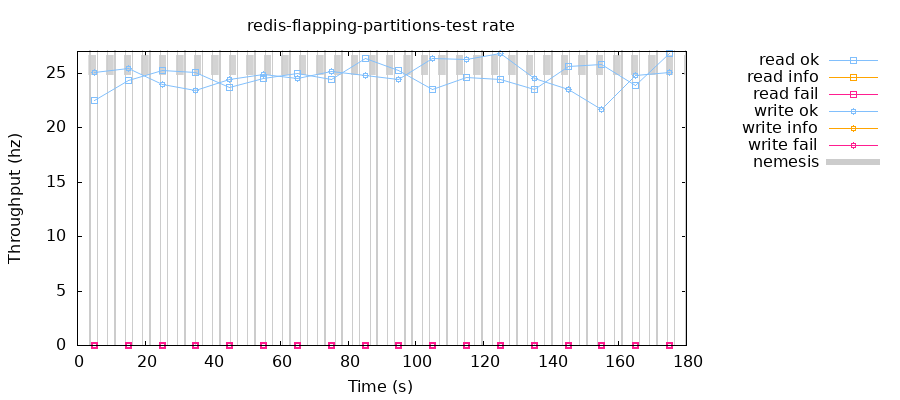 redis-flapping-partitions-test rate
Throughput (hz)
25
20
15
10
5
0
0 20 40 60 80 100 120 140 160 180
Time (s)
read ok
read info
read fail
write ok
write info
write fail
nemesis